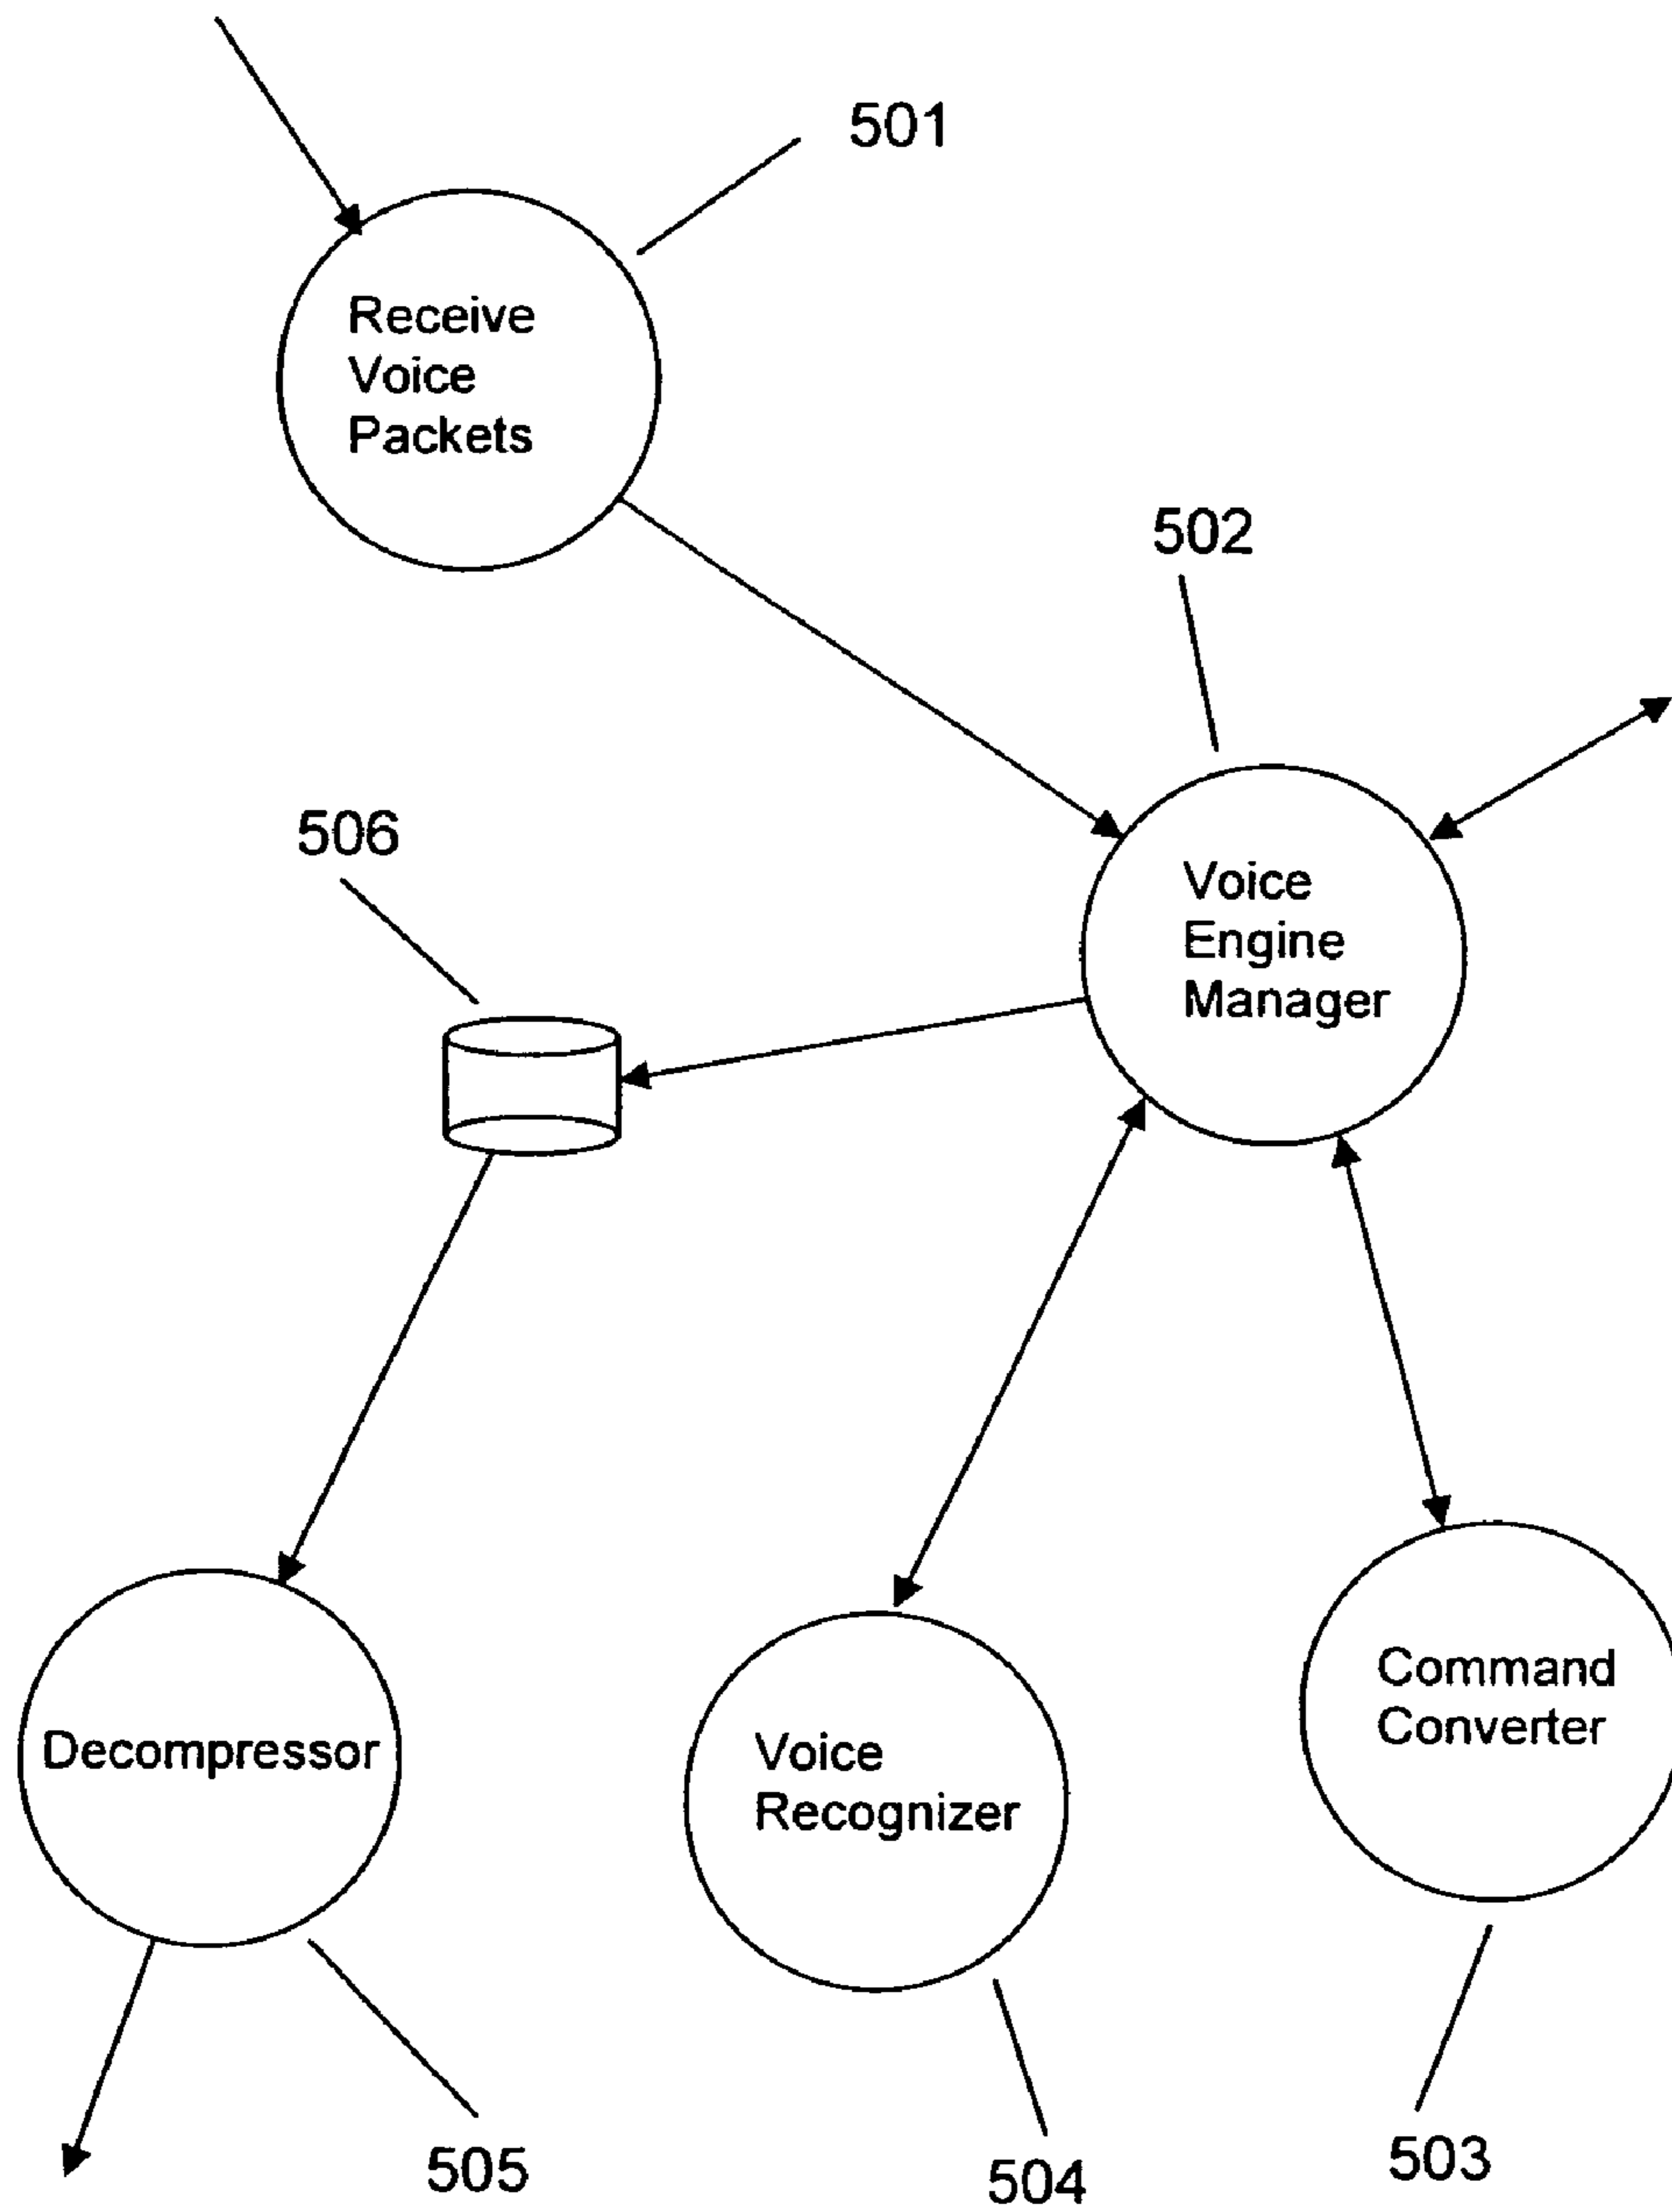 501
Receive
Voice
Packets
502
506
Voice
Engine
Manager
Command
Converter
Decompressor
Voice
Recognizer
505
504
503